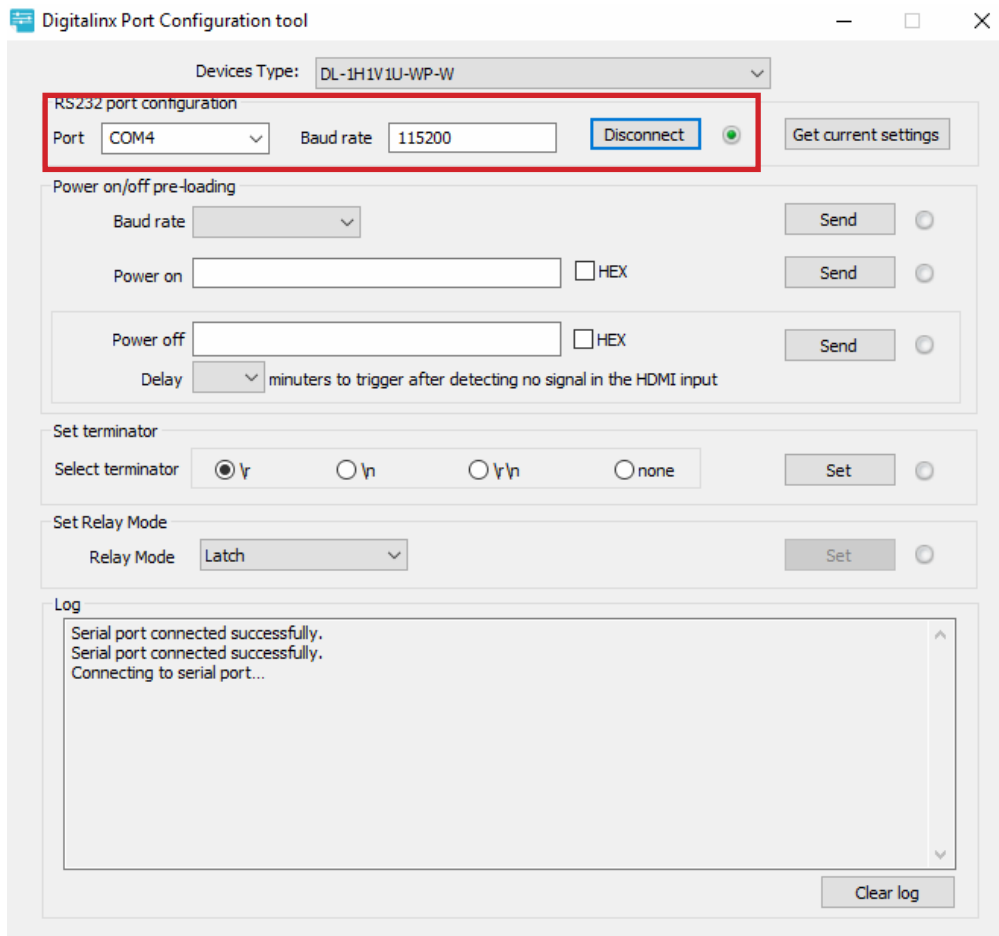 Digitalinx Port Configuration tool
Devices Type: DL-1H1V1U-WP-W
RS232 port configuration
Port COM4 Baud rate 115200 Disconnect Get current settings
Power on/off pre-loading
Baud rate Send
Power on HEX Send
Power off HEX Send
Delay minuters to trigger after detecting no signal in the HDMI input
Set terminator
Select terminator \r \n \r\n none Set
Set Relay Mode
Relay Mode Latch Set
Log
Serial port connected successfully.
Serial port connected successfully.
Connecting to serial port...
Clear log